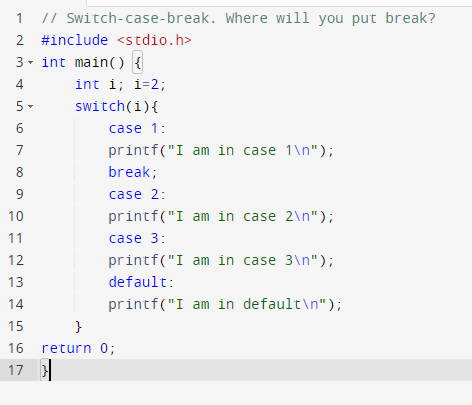 1 // Switch-case-break. Where will you put break?
2 #include <stdio.h>
3 int main() {
4     int i; i=2;
5     switch(i){
6         case 1:
7         printf("I am in case 1\n");
8         break;
9         case 2:
10         printf("I am in case 2\n");
11         case 3:
12         printf("I am in case 3\n");
13         default:
14         printf("I am in default\n");
15     }
16 return 0;
17 }